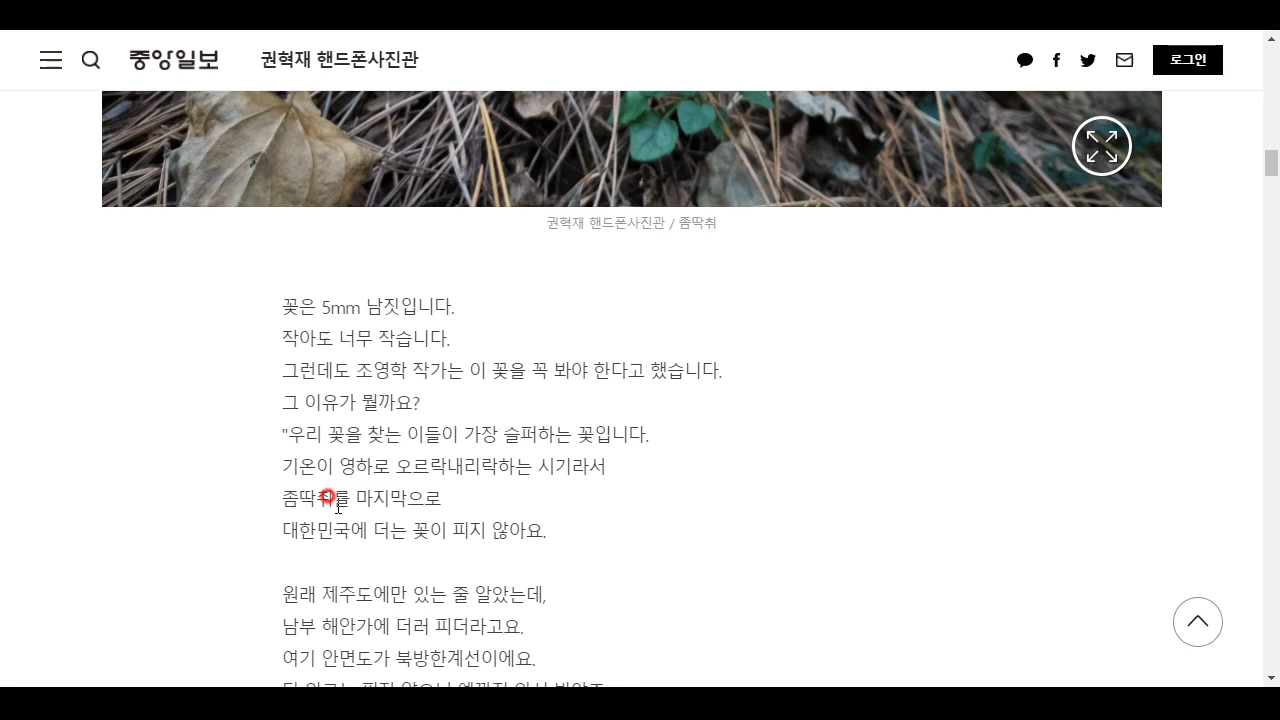 중앙일보 권혁재 핸드폰사진관 로그인
권혁재 핸드폰사진관 / 좀딱취
꽃은 5mm 남짓입니다.
작아도 너무 작습니다.
그런데도 조영학 작가는 이 꽃을 꼭 봐야 한다고 했습니다.
그 이유가 뭘까요?
"우리 꽃을 찾는 이들이 가장 슬퍼하는 꽃입니다.
기온이 영하로 오르락내리락하는 시기라서
좀딱취를 마지막으로
대한민국에 더는 꽃이 피지 않아요.
원래 제주도에만 있는 줄 알았는데,
남부 해안가에 더러 피더라고요.
여기 안면도가 북방한계선이에요.